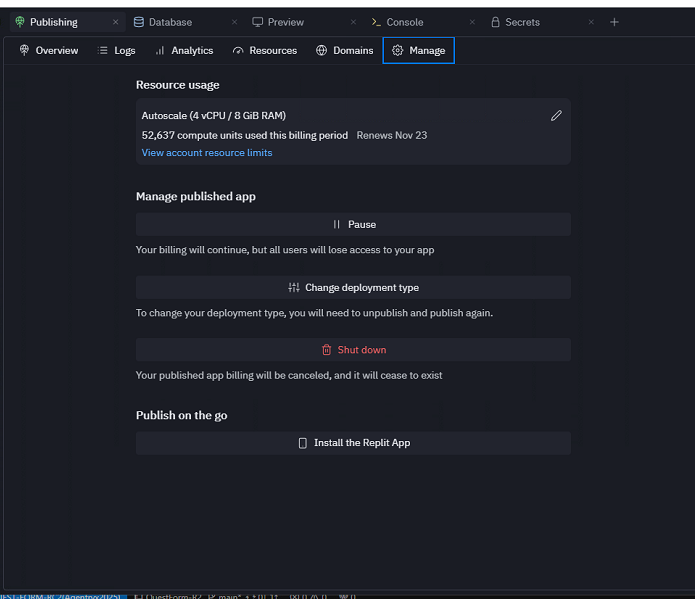 Publishing
Database
Preview
Console
Secrets
Overview
Logs
Analytics
Resources
Domains
Manage
Resource usage
Autoscale (4 vCPU / 8 GiB RAM)
52,637 compute units used this billing period Renews Nov 23
View account resource limits
Manage published app
Pause
Your billing will continue, but all users will lose access to your app
Change deployment type
To change your deployment type, you will need to unpublish and publish again.
Shut down
Your published app billing will be canceled, and it will cease to exist
Publish on the go
Install the Replit App